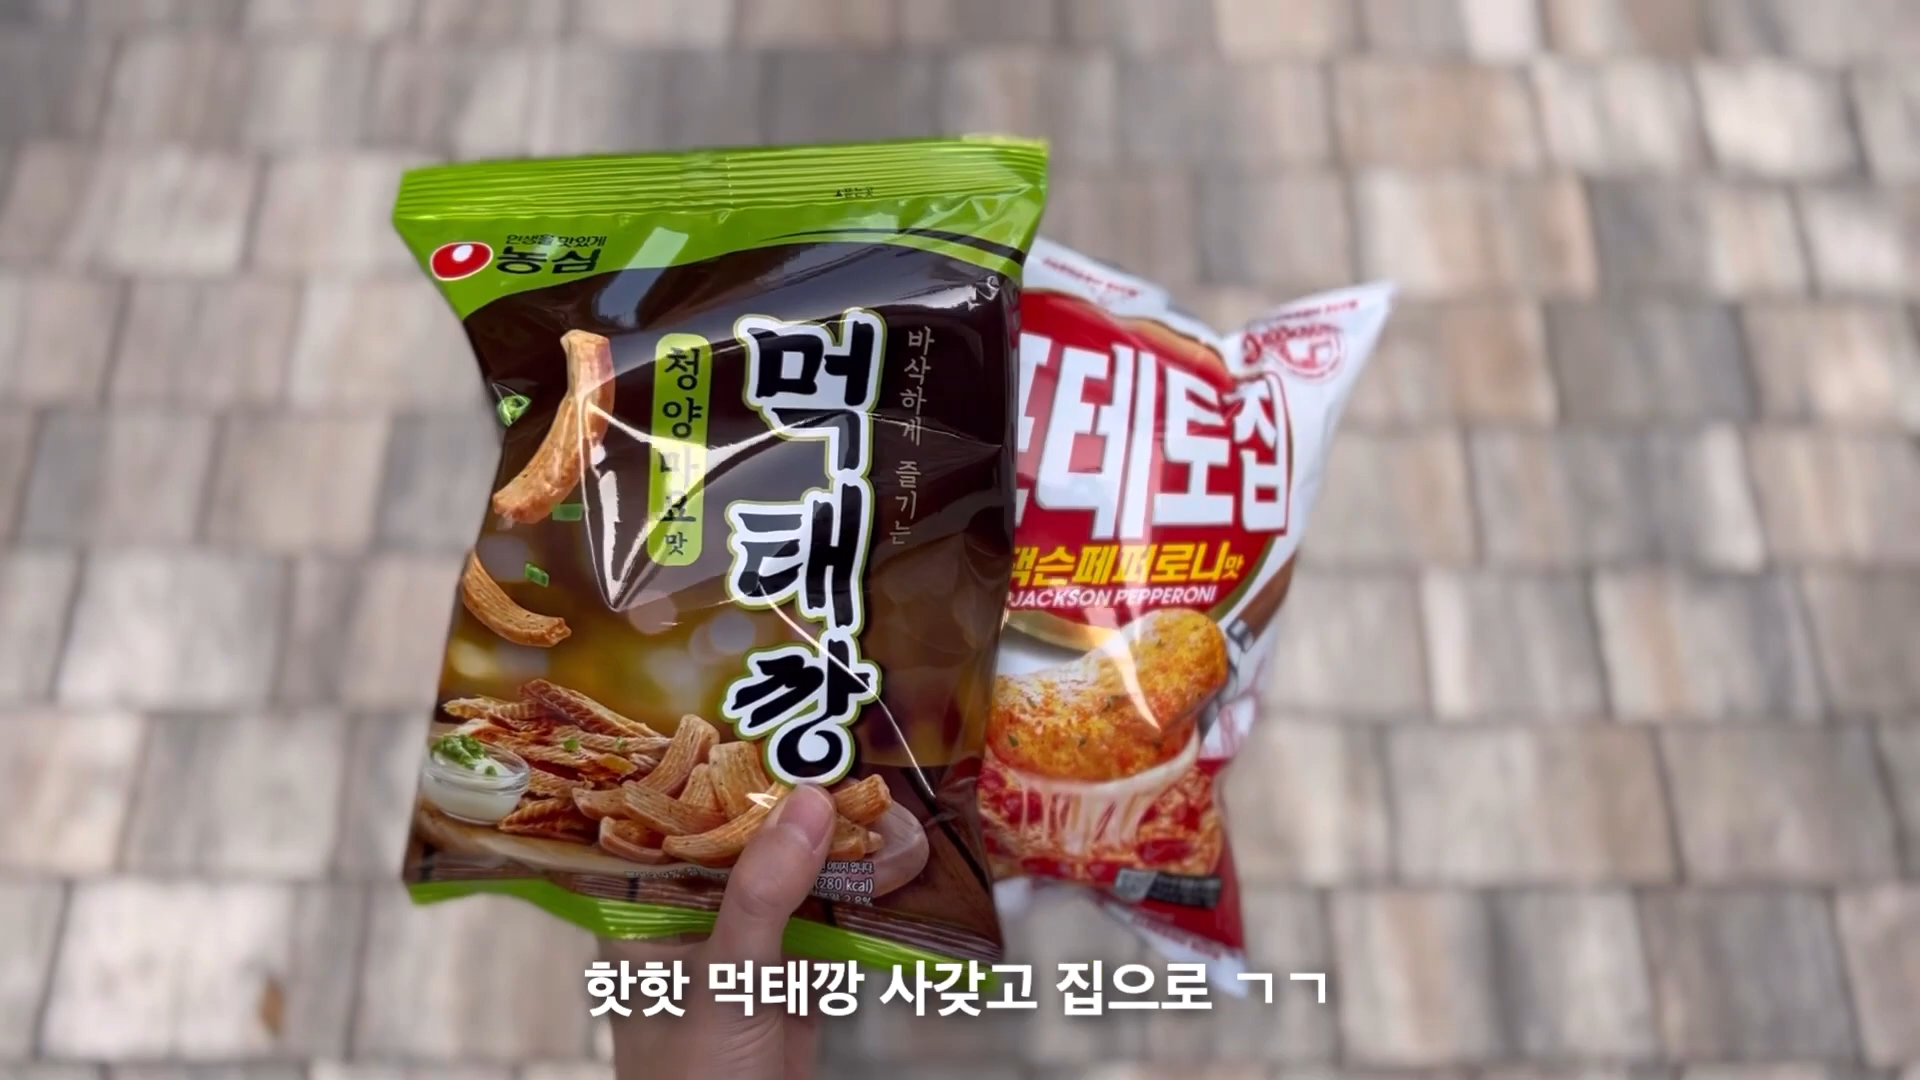 인생을 맛있게
농심
바삭하게 즐기는
먹태깡
청양마요맛
포테토칩
잭슨페퍼로니맛
JACKSON PEPPERONI
(280 kcal)
핫핫 먹태깡 사갖고 집으로 ㄱㄱ